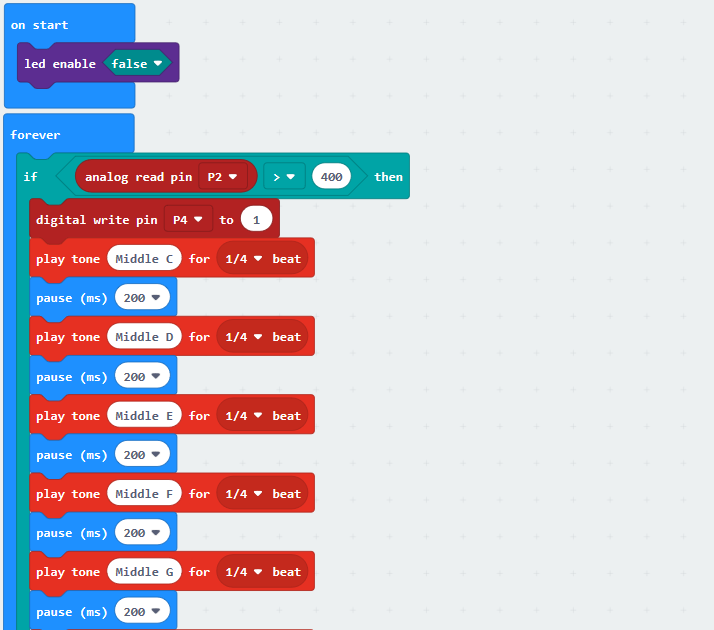 on start
led enable false
forever
if analog read pin P2 > 400 then
digital write pin P4 to 1
play tone Middle C for 1/4 beat
pause (ms) 200
play tone Middle D for 1/4 beat
pause (ms) 200
play tone Middle E for 1/4 beat
pause (ms) 200
play tone Middle F for 1/4 beat
pause (ms) 200
play tone Middle G for 1/4 beat
pause (ms) 200